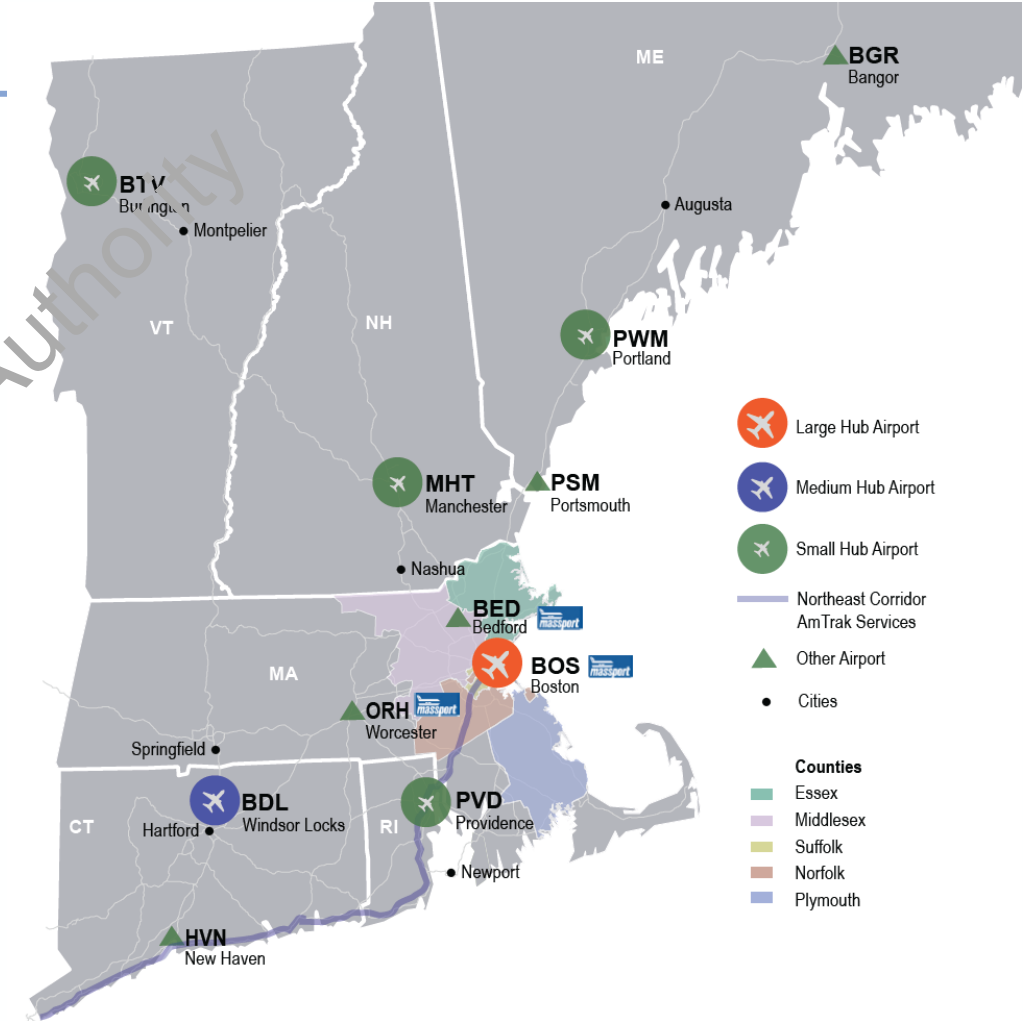 ME
BGR
Bangor
BTV
Burlington
Montpelier
Augusta
Authority
VT
NH
PWM
Portland
MHT
Manchester
PSM
Portsmouth
Nashua
BED
Bedford
massport
BOS
Boston
massport
MA
ORH
Worcester
massport
Springfield
BDL
Windsor Locks
Hartford
CT
RI
PVD
Providence
Newport
HVN
New Haven
Large Hub Airport
Medium Hub Airport
Small Hub Airport
Northeast Corridor
AmTrak Services
Other Airport
Cities
Counties
Essex
Middlesex
Suffolk
Norfolk
Plymouth